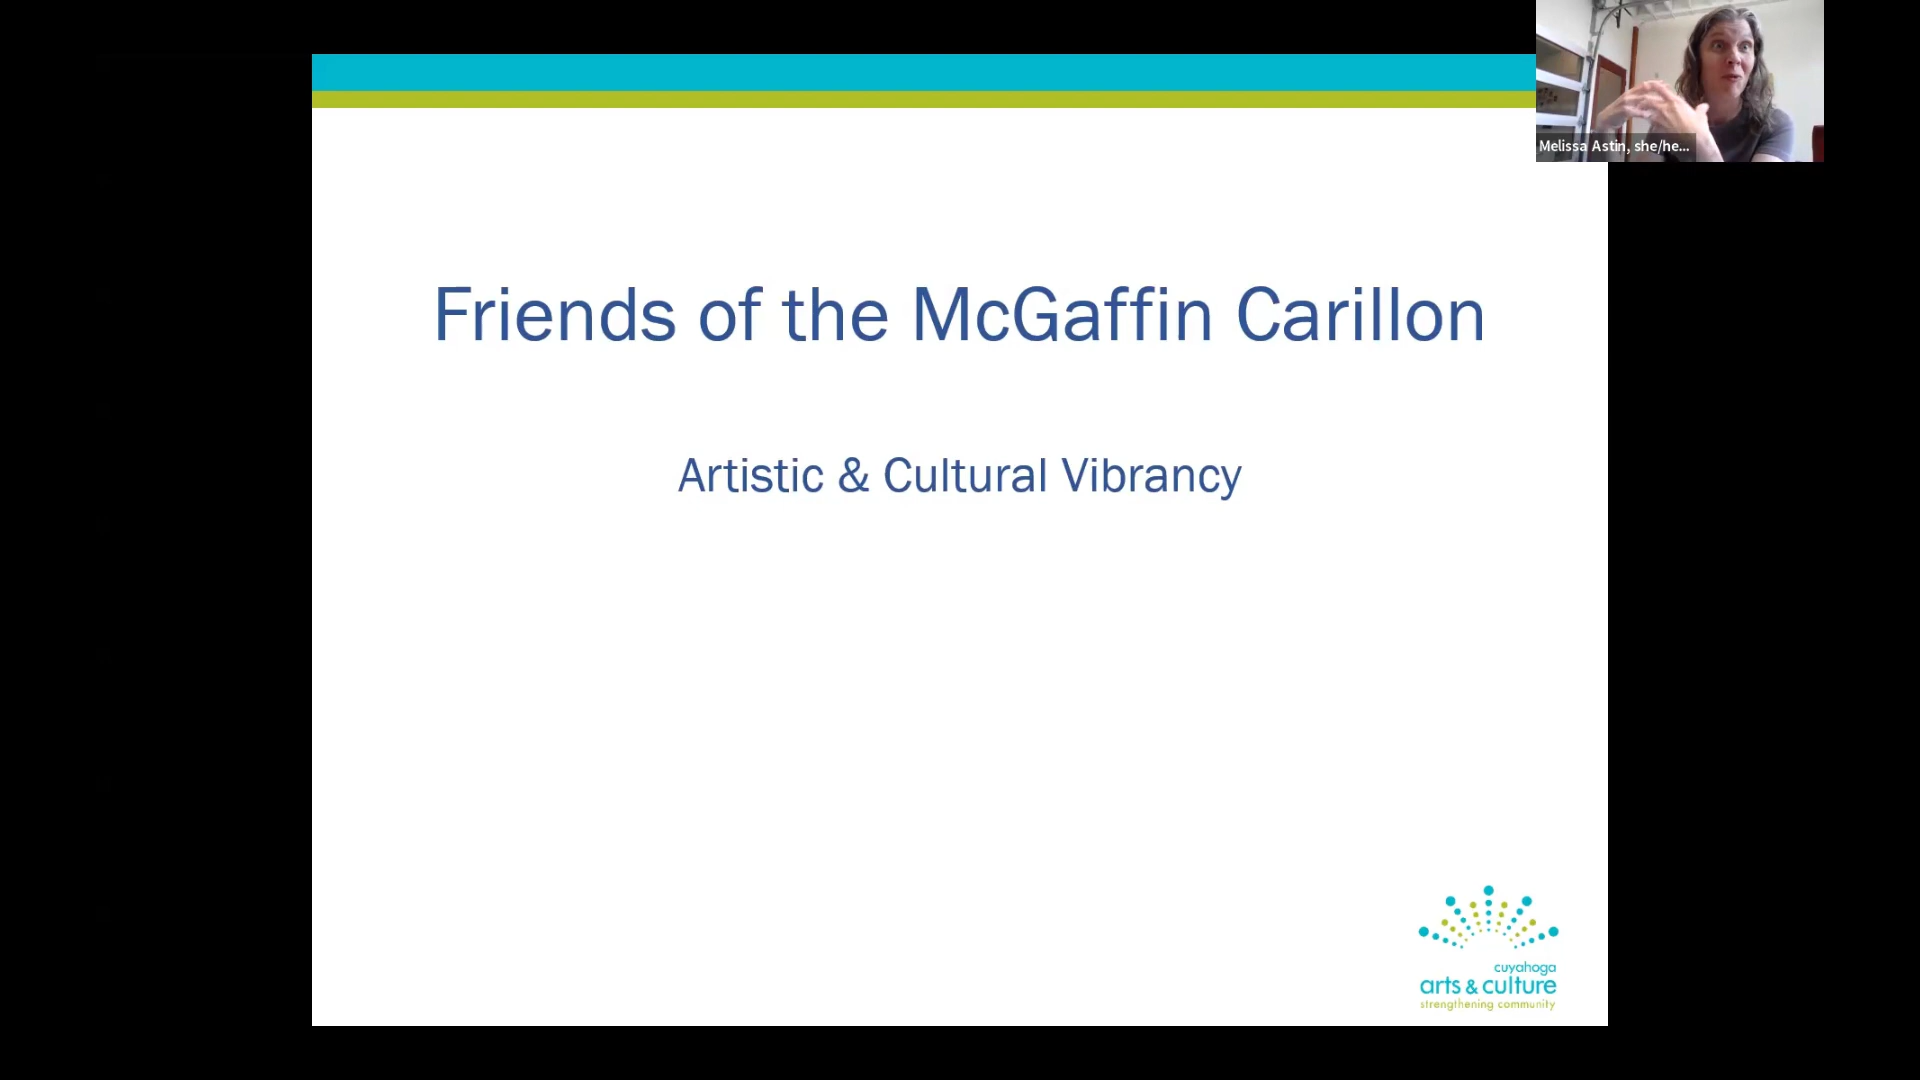 Melissa Astin, she/he...
Friends of the McGaffin Carillon
Artistic & Cultural Vibrancy
cuyahoga
arts & culture
strengthening community